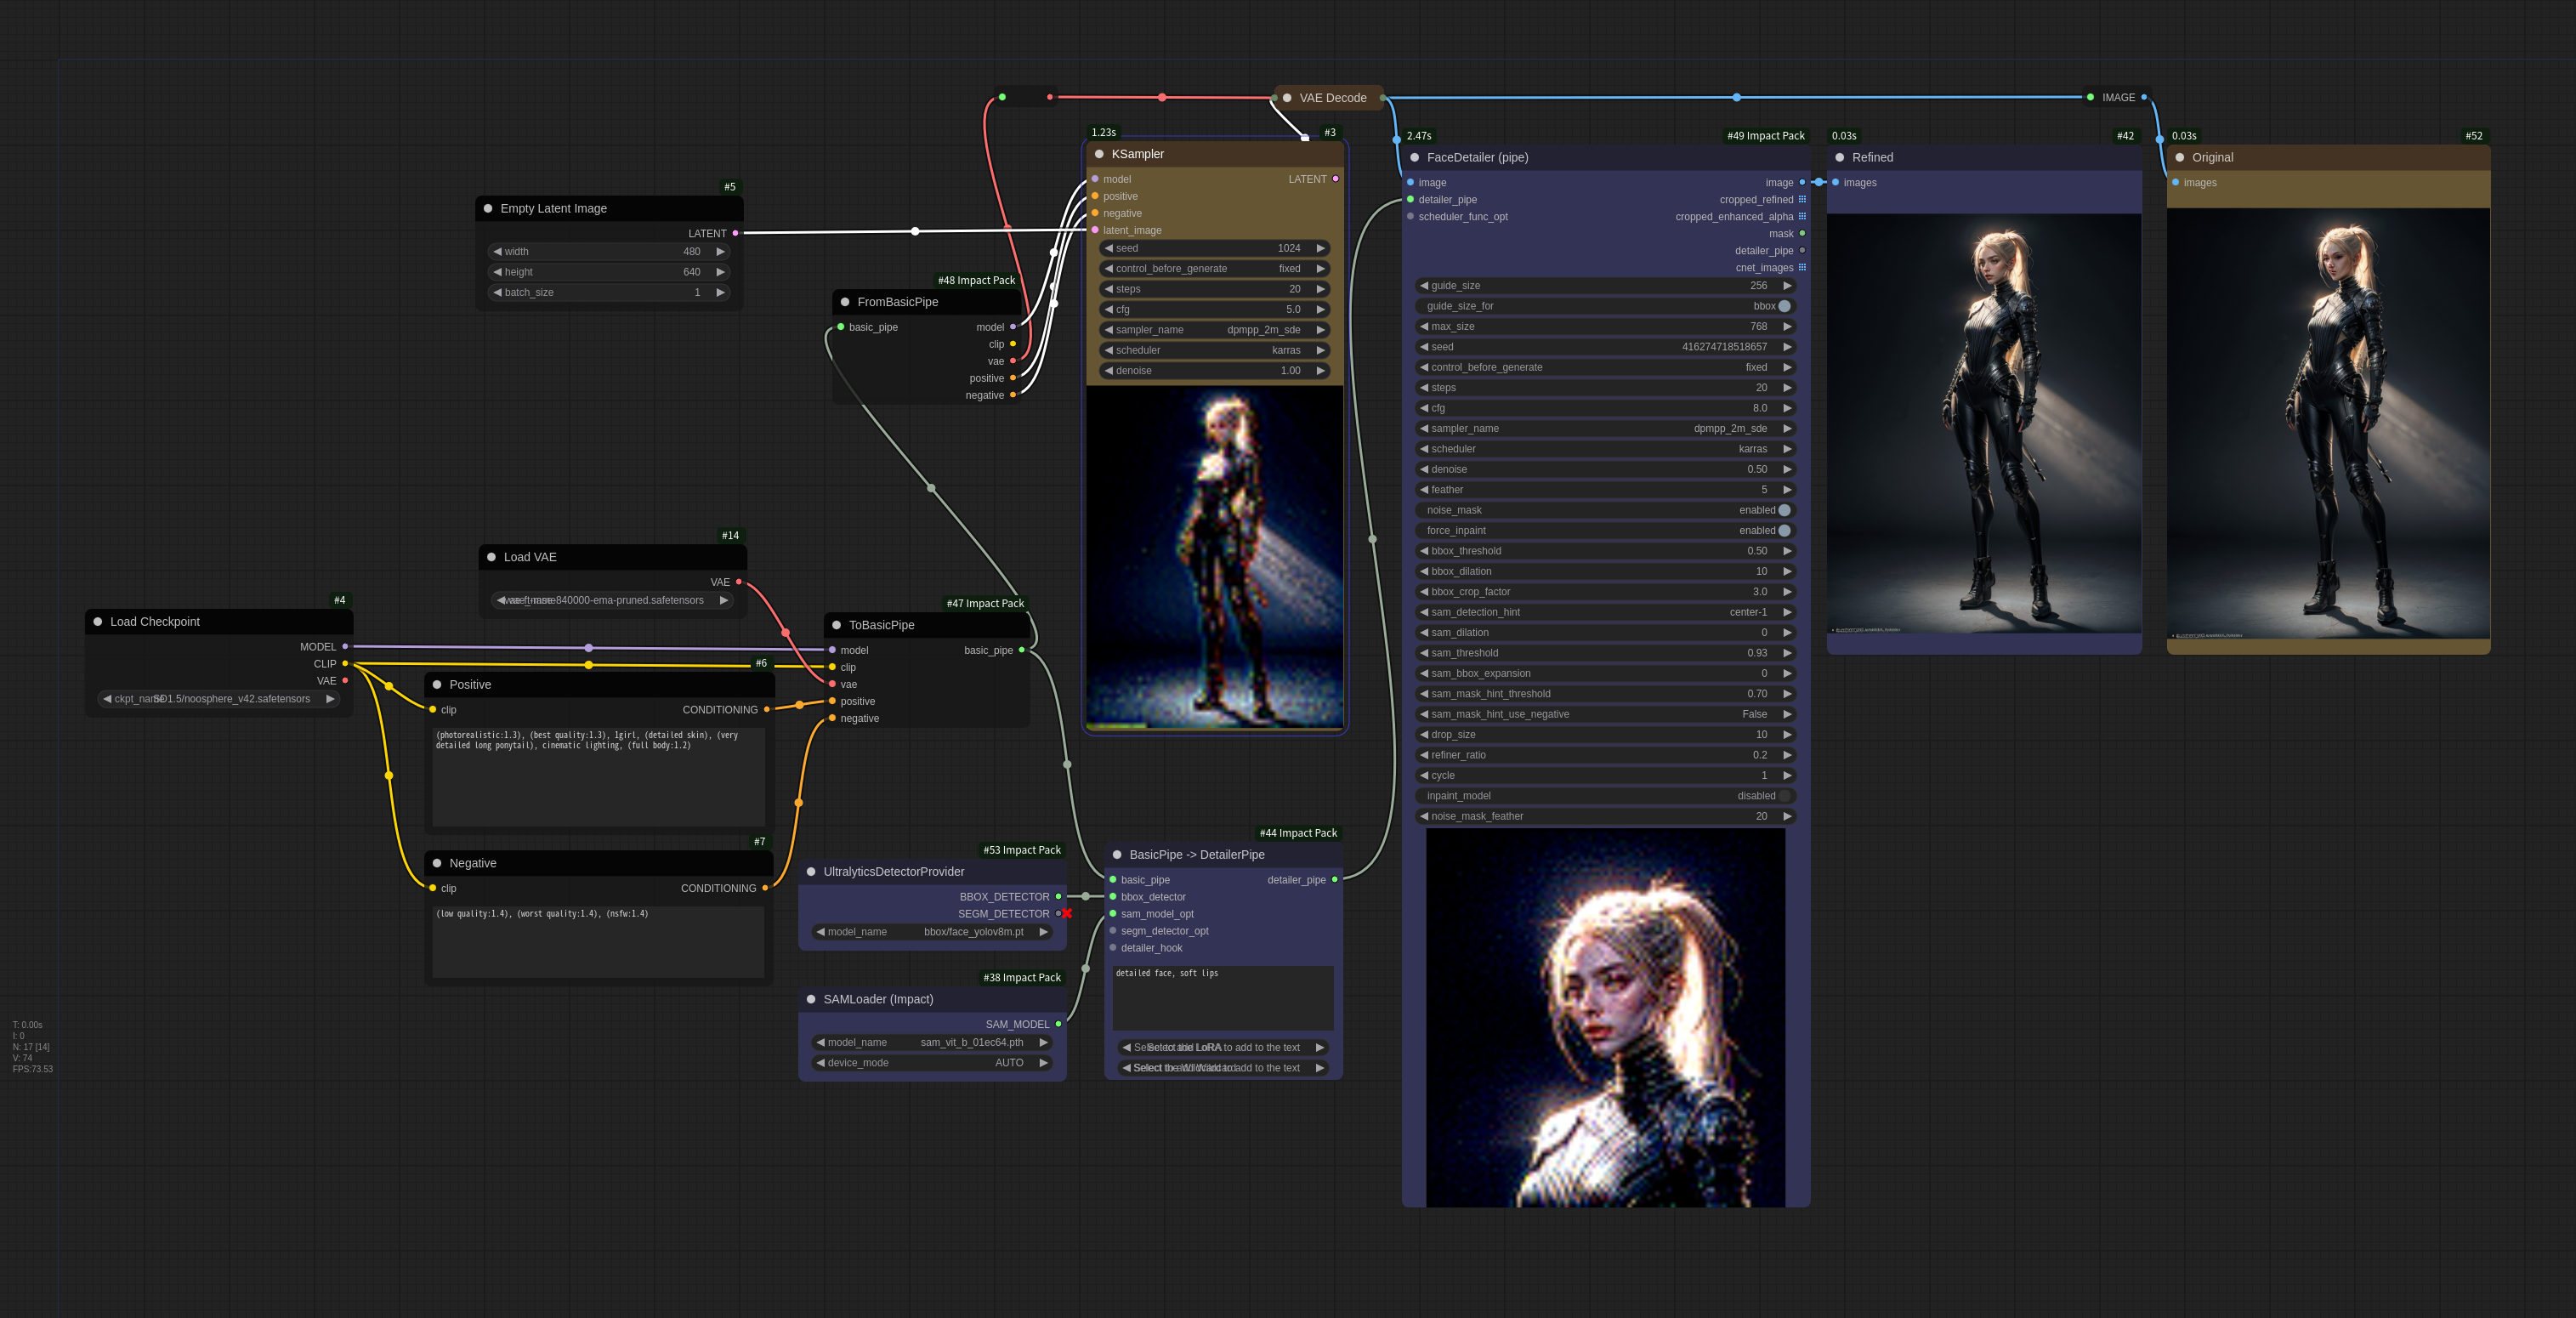 VAE Decode
IMAGE
#5
Empty Latent Image
LATENT
width 480
height 640
batch_size 1
#48 Impact Pack
FromBasicPipe
basic_pipe model
clip
vae
positive
negative
1.23s #3
KSampler
model LATENT
positive
negative
latent_image
seed 1024
control_before_generate fixed
steps 20
cfg 5.0
sampler_name dpmpp_2m_sde
scheduler karras
denoise 1.00
2.47s #49 Impact Pack
FaceDetailer (pipe)
image image
detailer_pipe cropped_refined
scheduler_func_opt cropped_enhanced_alpha
mask
detailer_pipe
cnet_images
guide_size 256
guide_size_for bbox
max_size 768
seed 416274718518657
control_before_generate fixed
steps 20
cfg 8.0
sampler_name dpmpp_2m_sde
scheduler karras
denoise 0.50
feather 5
noise_mask enabled
force_inpaint enabled
bbox_threshold 0.50
bbox_dilation 10
bbox_crop_factor 3.0
sam_detection_hint center-1
sam_dilation 0
sam_threshold 0.93
sam_bbox_expansion 0
sam_mask_hint_threshold 0.70
sam_mask_hint_use_negative False
drop_size 10
refiner_ratio 0.2
cycle 1
inpaint_model disabled
noise_mask_feather 20
0.03s #42
Refined
images
0.03s #52
Original
images
#14
Load VAE
VAE
840000-ema-pruned.safetensors
#4
Load Checkpoint
MODEL
CLIP
VAE
ckpt_name SD1.5/noosphere_v42.safetensors
#47 Impact Pack
ToBasicPipe
model basic_pipe
clip
vae
positive
negative
#6
Positive
clip CONDITIONING
(photorealistic:1.3), (best quality:1.3), 1girl, (detailed skin), (very
detailed long ponytail), cinematic lighting, (full body:1.2)
#7
Negative
clip CONDITIONING
(low quality:1.4), (worst quality:1.4), (nsfw:1.4)
#53 Impact Pack
UltralyticsDetectorProvider
BBOX_DETECTOR
SEGM_DETECTOR
model_name bbox/face_yolov8m.pt
#38 Impact Pack
SAMLoader (Impact)
SAM_MODEL
model_name sam_vit_b_01ec64.pth
device_mode AUTO
#44 Impact Pack
BasicPipe -> DetailerPipe
basic_pipe detailer_pipe
bbox_detector
sam_model_opt
segm_detector_opt
detailer_hook
detailed face, soft lips
to add to the text
to add to the text
T: 0.00s
I: 0
N: 17 [14]
V: 74
FPS:73.53